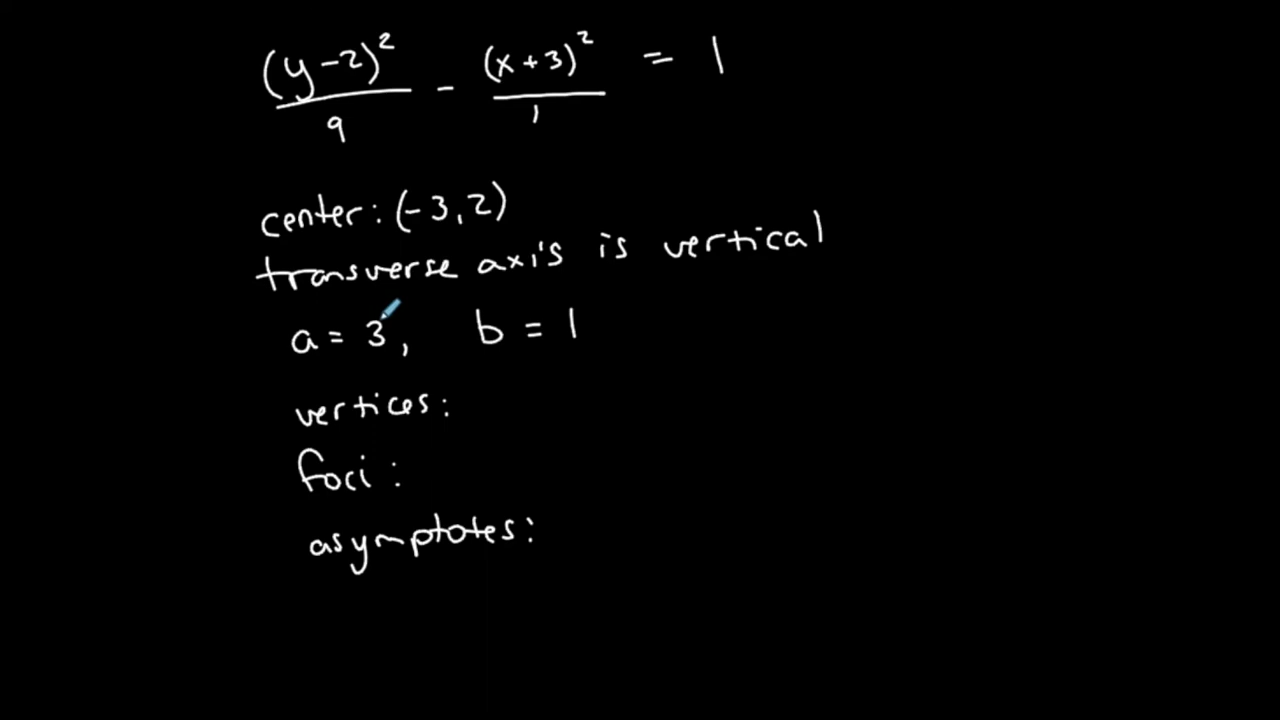 (y-2)²/9 - (x+3)²/1 = 1
center: (-3,2)
transverse axis is vertical
a = 3, b = 1
vertices:
foci:
asymptotes: